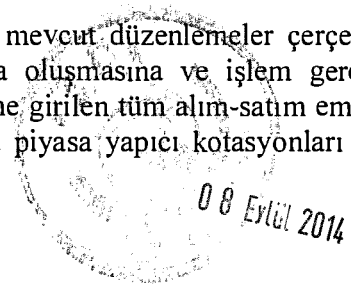 mevcut düzenlemeler çerçe
a oluşmasına ve işlem gere
ne girilen tüm alım-satım em
piyasa yapıcı kotasyonları
08 Eylül 2014